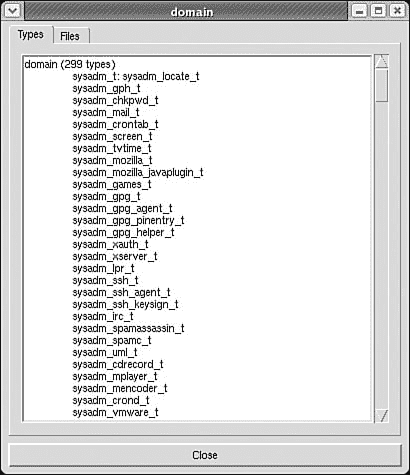 domain
Types Files
domain (299 types)
sysadm_t: sysadm_locate_t
sysadm_gph_t
sysadm_chkpwd_t
sysadm_mail_t
sysadm_crontab_t
sysadm_screen_t
sysadm_tvtime_t
sysadm_mozilla_t
sysadm_mozilla_javaplugin_t
sysadm_games_t
sysadm_gpg_t
sysadm_gpg_agent_t
sysadm_gpg_pinentry_t
sysadm_gpg_helper_t
sysadm_xauth_t
sysadm_xserver_t
sysadm_lpr_t
sysadm_ssh_t
sysadm_ssh_agent_t
sysadm_ssh_keysign_t
sysadm_irc_t
sysadm_spamassassin_t
sysadm_spamc_t
sysadm_uml_t
sysadm_cdrecord_t
sysadm_mplayer_t
sysadm_mencoder_t
sysadm_crond_t
sysadm_vmware_t
Close